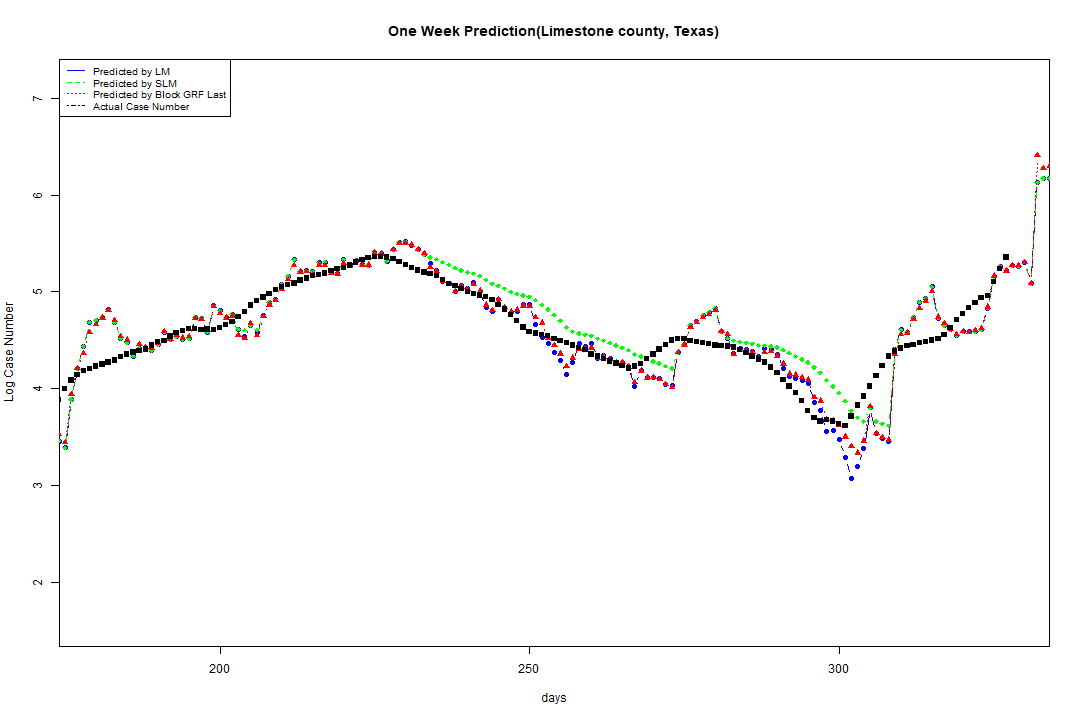 One Week Prediction(Limestone county, Texas)
Predicted by LM
Predicted by SLM
Predicted by Block GRF Last
Actual Case Number
7
6
5
4
3
2
Log Case Number
200 250 300
days